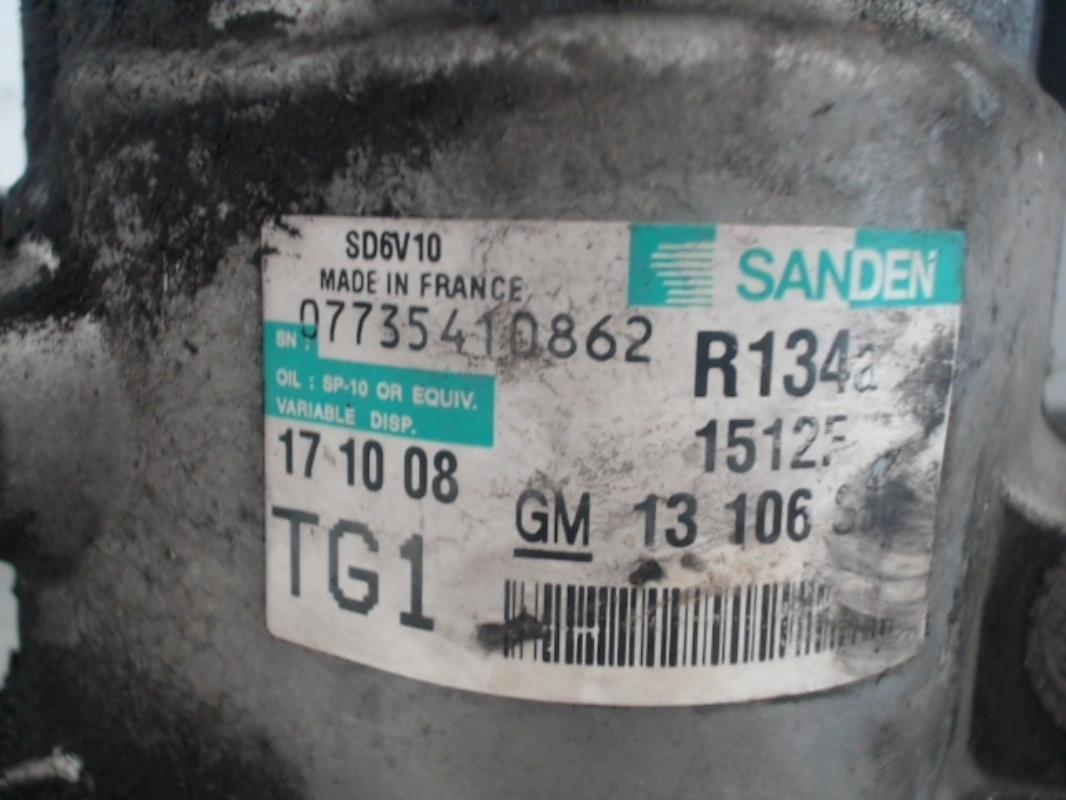 SD6V10
SANDEN
MADE IN FRANCE
SN : 07735410862
R134a
OIL : SP-10 OR EQUIV.
VARIABLE DISP.
17 10 08
GM 13 106
TG1